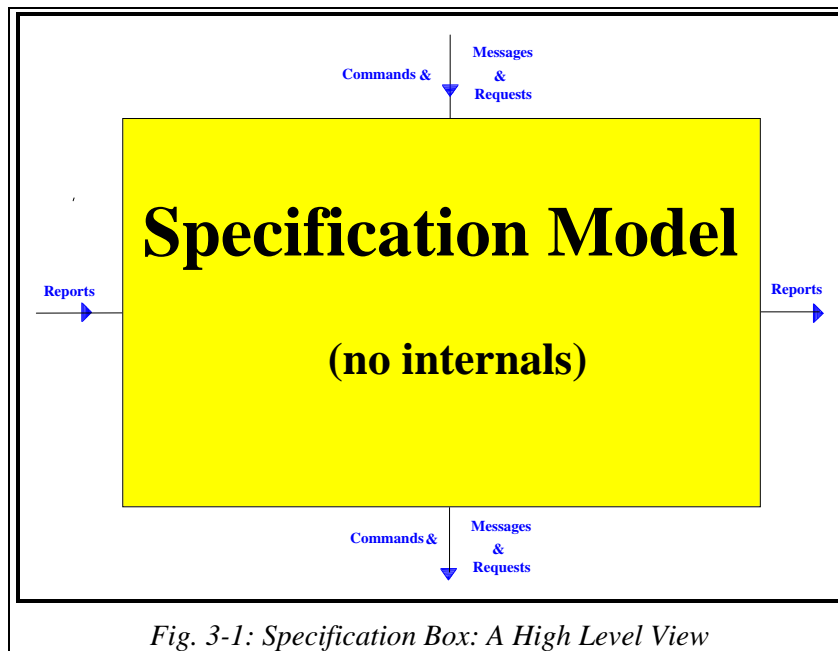 Messages
Commands & &
Requests
Specification Model
Reports
Reports
(no internals)
Messages
Commands & &
Requests
Fig. 3-1: Specification Box: A High Level View